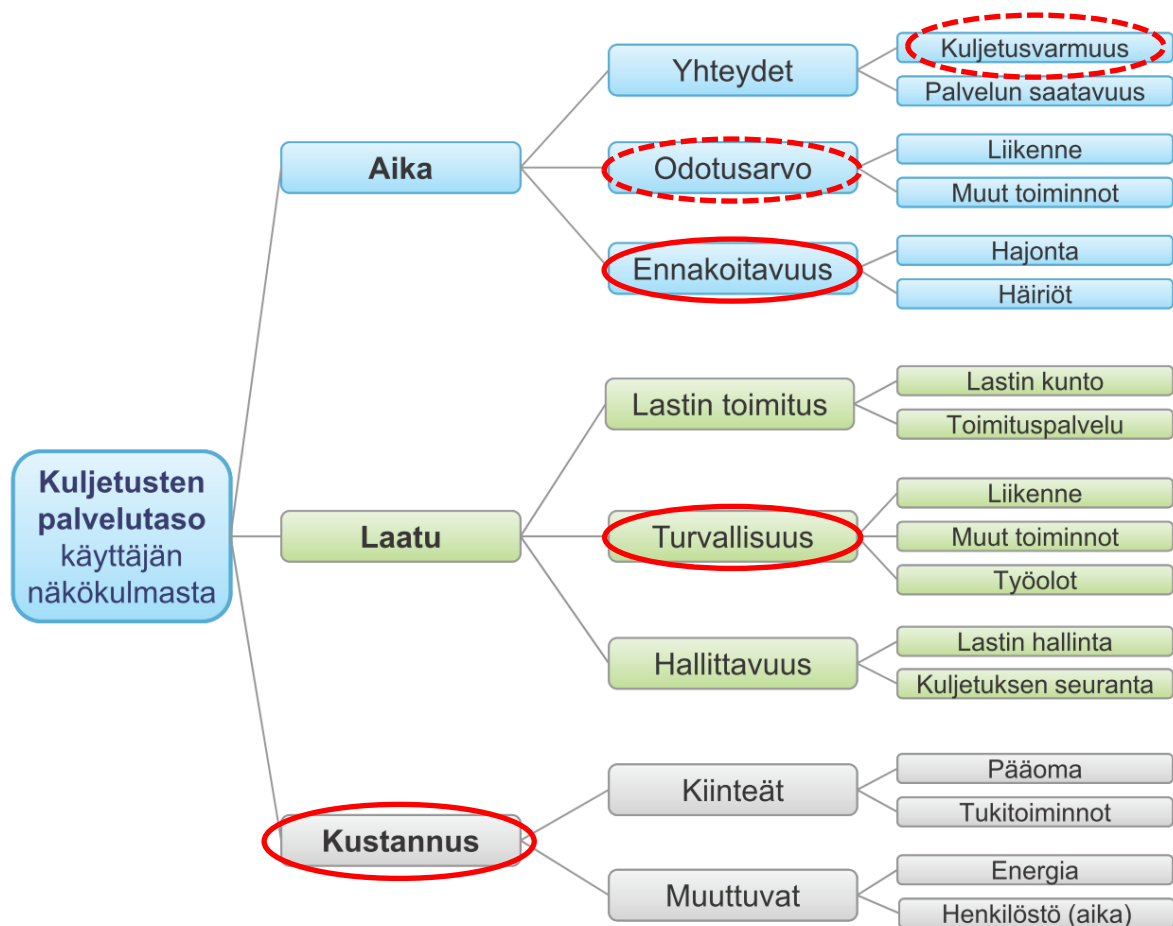 Kuljetusten
palvelutaso
käyttäjän
näkökulmasta
Aika
Yhteydet
Kuljetusvarmuus
Palvelun saatavuus
Odotusarvo
Liikenne
Muut toiminnot
Ennakoitavuus
Hajonta
Häiriöt
Laatu
Lastin toimitus
Lastin kunto
Toimituspalvelu
Turvallisuus
Liikenne
Muut toiminnot
Työolot
Hallittavuus
Lastin hallinta
Kuljetuksen seuranta
Kustannus
Kiinteät
Pääoma
Tukitoiminnot
Muuttuvat
Energia
Henkilöstö (aika)